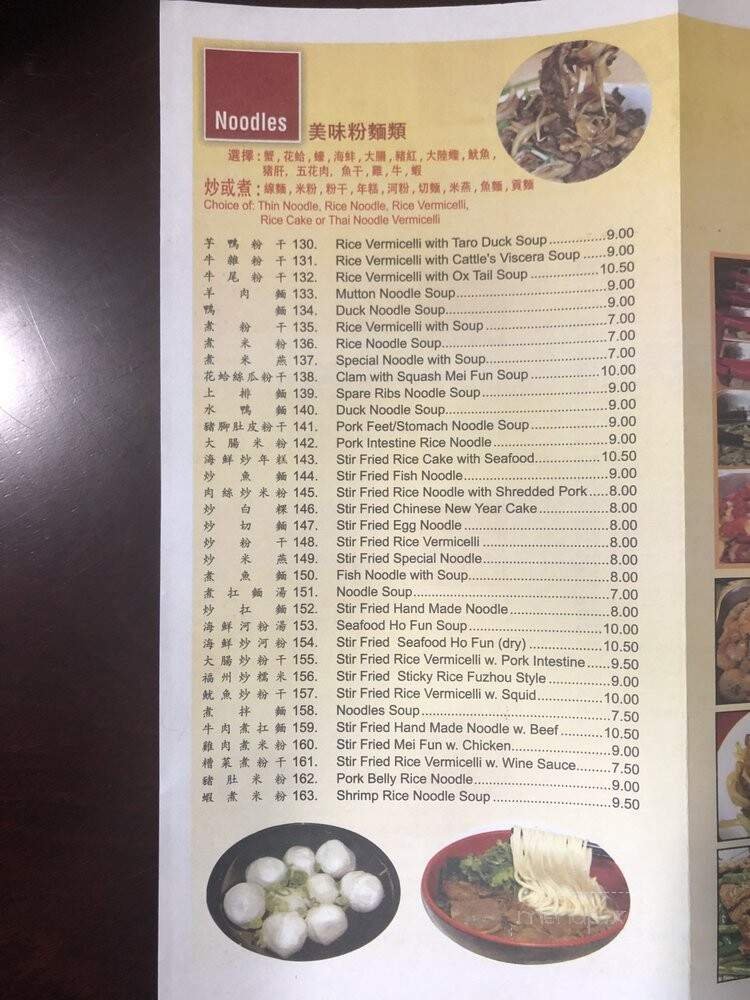 Noodles
美味粉麵類
選擇:蟹,花蛤,蠔,海蚌,大腸,豬紅,大陸蟶,魷魚,
豬肝,五花肉,魚干,雞,牛,蝦
炒或煮:線麵,米粉,粉干,年糕,河粉,切麵,米燕,魚麵,貢麵
Choice of: Thin Noodle, Rice Noodle, Rice Vermicelli,
Rice Cake or Thai Noodle Vermicelli
芋鴨粉干 130. Rice Vermicelli with Taro Duck Soup 9.00
牛雜粉干 131. Rice Vermicelli with Cattle's Viscera Soup 9.00
牛尾粉干 132. Rice Vermicelli with Ox Tail Soup 10.50
羊肉麵 133. Mutton Noodle Soup 9.00
鴨麵 134. Duck Noodle Soup 9.00
煮粉干 135. Rice Vermicelli with Soup 7.00
煮米粉 136. Rice Noodle Soup 7.00
煮米燕 137. Special Noodle with Soup 7.00
花蛤絲瓜粉干 138. Clam with Squash Mei Fun Soup 10.00
上排麵 139. Spare Ribs Noodle Soup 9.00
水鴨麵 140. Duck Noodle Soup 9.00
豬脚肚皮粉干 141. Pork Feet/Stomach Noodle Soup 9.00
大腸米粉 142. Pork Intestine Rice Noodle 9.00
海鮮炒年糕 143. Stir Fried Rice Cake with Seafood 10.50
炒魚麵 144. Stir Fried Fish Noodle 9.00
肉絲炒米粉 145. Stir Fried Rice Noodle with Shredded Pork 8.00
炒白粿 146. Stir Fried Chinese New Year Cake 8.00
炒切麵 147. Stir Fried Egg Noodle 8.00
炒粉干 148. Stir Fried Rice Vermicelli 8.00
炒米燕 149. Stir Fried Special Noodle 8.00
煮魚麵 150. Fish Noodle with Soup 8.00
煮扛麵湯 151. Noodle Soup 7.00
炒扛麵 152. Stir Fried Hand Made Noodle 8.00
海鮮河粉湯 153. Seafood Ho Fun Soup 10.00
海鮮炒河粉 154. Stir Fried Seafood Ho Fun (dry) 10.50
大腸炒粉干 155. Stir Fried Rice Vermicelli w. Pork Intestine 9.50
福州炒糯米 156. Stir Fried Sticky Rice Fuzhou Style 9.00
魷魚炒粉干 157. Stir Fried Rice Vermicelli w. Squid 10.00
煮拌麵 158. Noodles Soup 7.50
牛肉煮扛麵 159. Stir Fried Hand Made Noodle w. Beef 10.50
雞肉煮米粉 160. Stir Fried Mei Fun w. Chicken 9.00
糟菜煮粉干 161. Stir Fried Rice Vermicelli w. Wine Sauce 7.50
豬肚米粉 162. Pork Belly Rice Noodle 9.00
蝦煮米粉 163. Shrimp Rice Noodle Soup 9.50